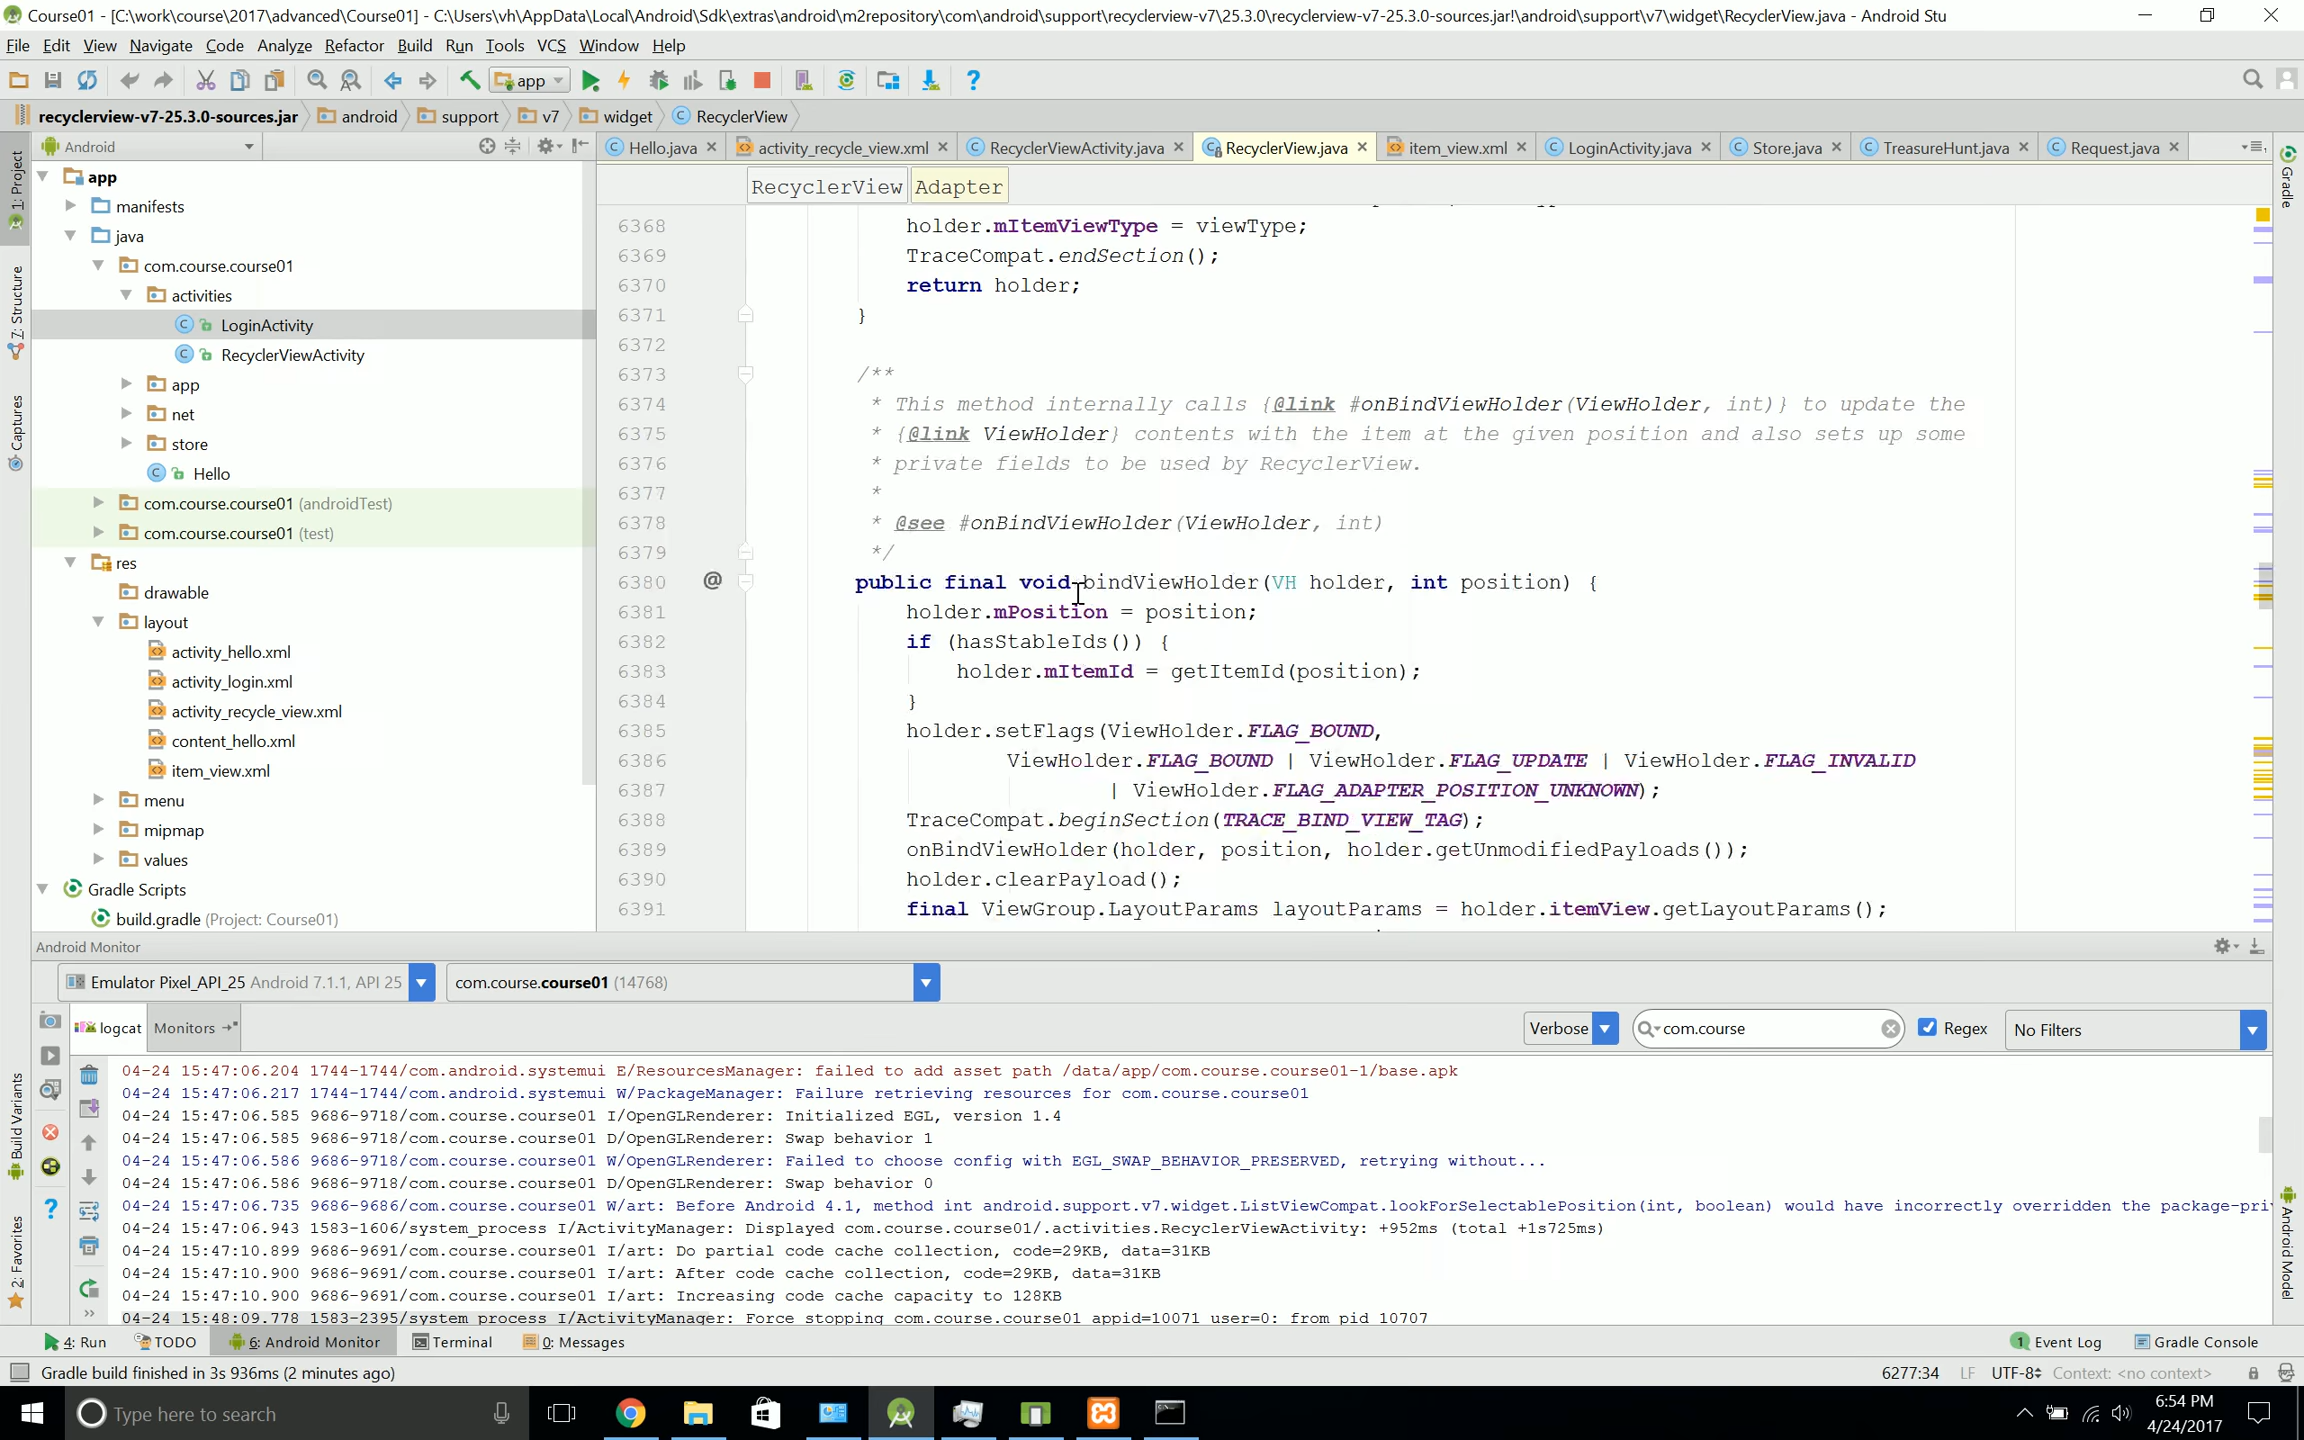 Course01 - [C:\work\course\2017\advanced\Course01] - C:\Users\vh\AppData\Local\Android\Sdk\extras\android\m2repository\com\android\support\recyclerview-v7\25.3.0\recyclerview-v7-25.3.0-sources.jar!\android\support\v7\widget\RecyclerView.java - Android Stu
File Edit View Navigate Code Analyze Refactor Build Run Tools VCS Window Help
app
recyclerview-v7-25.3.0-sources.jar android support v7 widget RecyclerView
Android
Hello.java activity_recycle_view.xml RecyclerViewActivity.java RecyclerView.java item_view.xml LoginActivity.java Store.java TreasureHunt.java Request.java
1: Project
7: Structure
Captures
Build Variants
2: Favorites
Gradle
Android Model
app
manifests
java
com.course.course01
activities
LoginActivity
RecyclerViewActivity
app
net
store
Hello
com.course.course01 (androidTest)
com.course.course01 (test)
res
drawable
layout
activity_hello.xml
activity_login.xml
activity_recycle_view.xml
content_hello.xml
item_view.xml
menu
mipmap
values
Gradle Scripts
build.gradle (Project: Course01)
RecyclerView Adapter
6368 holder.mItemViewType = viewType;
6369 TraceCompat.endSection();
6370 return holder;
6371 }
6372
6373 /**
6374 * This method internally calls {@link #onBindViewHolder(ViewHolder, int)} to update the
6375 * {@link ViewHolder} contents with the item at the given position and also sets up some
6376 * private fields to be used by RecyclerView.
6377 *
6378 * @see #onBindViewHolder(ViewHolder, int)
6379 */
6380 @ public final void bindViewHolder(VH holder, int position) {
6381 holder.mPosition = position;
6382 if (hasStableIds()) {
6383 holder.mItemId = getItemId(position);
6384 }
6385 holder.setFlags(ViewHolder.FLAG_BOUND,
6386 ViewHolder.FLAG_BOUND | ViewHolder.FLAG_UPDATE | ViewHolder.FLAG_INVALID
6387 | ViewHolder.FLAG_ADAPTER_POSITION_UNKNOWN);
6388 TraceCompat.beginSection(TRACE_BIND_VIEW_TAG);
6389 onBindViewHolder(holder, position, holder.getUnmodifiedPayloads());
6390 holder.clearPayload();
6391 final ViewGroup.LayoutParams layoutParams = holder.itemView.getLayoutParams();
Android Monitor
Emulator Pixel_API_25 Android 7.1.1, API 25 com.course.course01 (14768)
logcat Monitors Verbose com.course Regex No Filters
04-24 15:47:06.204 1744-1744/com.android.systemui E/ResourcesManager: failed to add asset path /data/app/com.course.course01-1/base.apk
04-24 15:47:06.217 1744-1744/com.android.systemui W/PackageManager: Failure retrieving resources for com.course.course01
04-24 15:47:06.585 9686-9718/com.course.course01 I/OpenGLRenderer: Initialized EGL, version 1.4
04-24 15:47:06.585 9686-9718/com.course.course01 D/OpenGLRenderer: Swap behavior 1
04-24 15:47:06.586 9686-9718/com.course.course01 W/OpenGLRenderer: Failed to choose config with EGL_SWAP_BEHAVIOR_PRESERVED, retrying without...
04-24 15:47:06.586 9686-9718/com.course.course01 D/OpenGLRenderer: Swap behavior 0
04-24 15:47:06.735 9686-9686/com.course.course01 W/art: Before Android 4.1, method int android.support.v7.widget.ListViewCompat.lookForSelectablePosition(int, boolean) would have incorrectly overridden the package-pri
04-24 15:47:06.943 1583-1606/system_process I/ActivityManager: Displayed com.course.course01/.activities.RecyclerViewActivity: +952ms (total +1s725ms)
04-24 15:47:10.899 9686-9691/com.course.course01 I/art: Do partial code cache collection, code=29KB, data=31KB
04-24 15:47:10.900 9686-9691/com.course.course01 I/art: After code cache collection, code=29KB, data=31KB
04-24 15:47:10.900 9686-9691/com.course.course01 I/art: Increasing code cache capacity to 128KB
04-24 15:48:09.778 1583-2395/system_process I/ActivityManager: Force stopping com.course.course01 appid=10071 user=0: from pid 10707
4: Run TODO 6: Android Monitor Terminal 0: Messages 1 Event Log Gradle Console
Gradle build finished in 3s 936ms (2 minutes ago) 6277:34 LF UTF-8 Context: <no context>
Type here to search
6:54 PM
4/24/2017